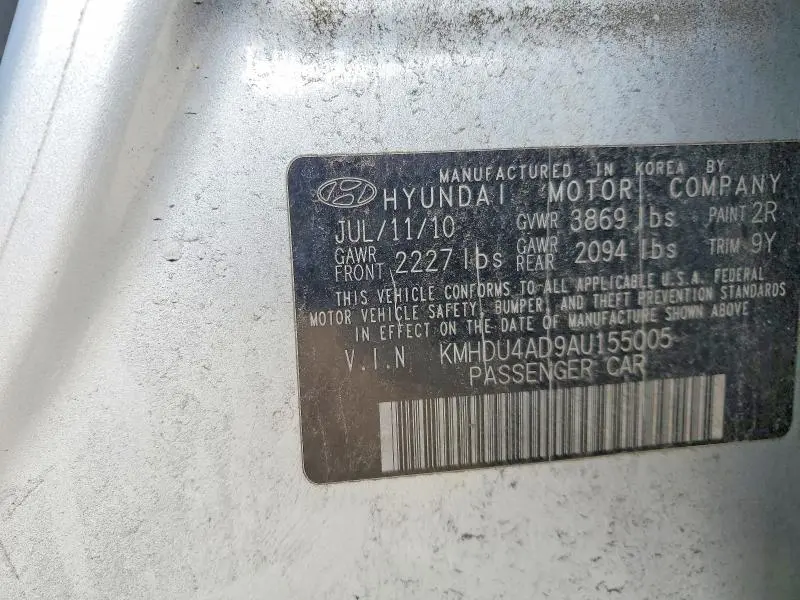 MANUFACTURED IN KOREA BY
HYUNDAI MOTOR COMPANY
JUL/11/10 GVWR 3869 lbs PAINT 2R
GAWR FRONT 2227 lbs GAWR REAR 2094 lbs TRIM 9Y
THIS VEHICLE CONFORMS TO ALL APPLICABLE U.S.A. FEDERAL
MOTOR VEHICLE SAFETY, BUMPER, AND THEFT PREVENTION STANDARDS
IN EFFECT ON THE DATE OF MANUFACTURE SHOWN ABOVE
V.I.N KMHDU4AD9AU155005
PASSENGER CAR